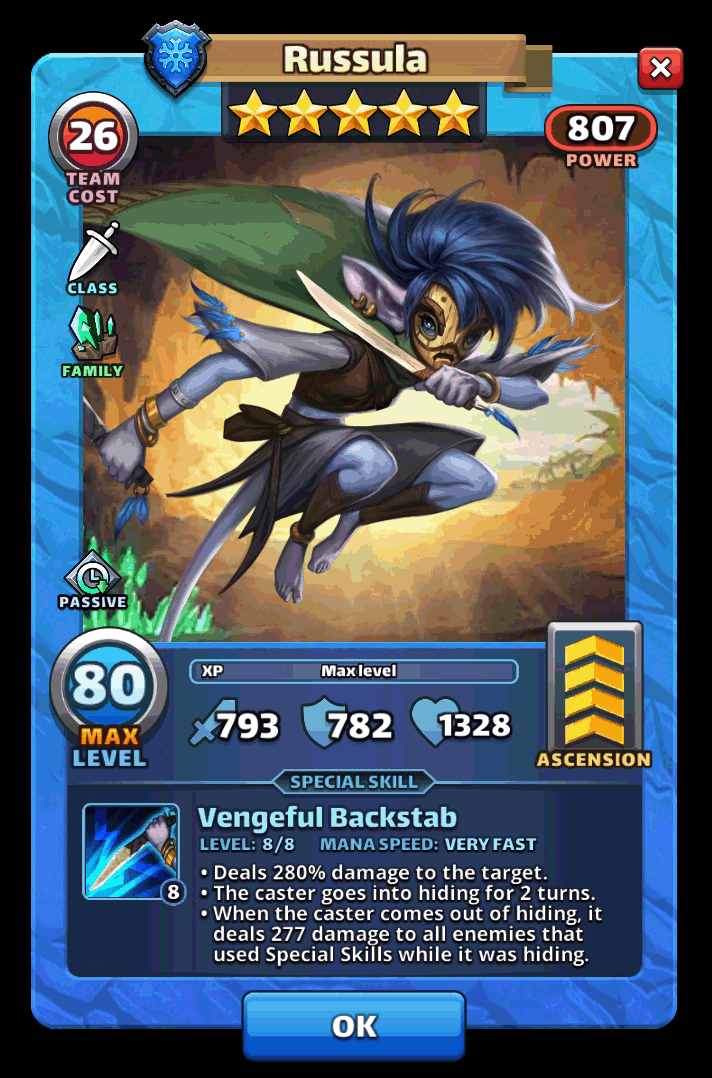 Russula
26
TEAM
COST
807
POWER
CLASS
FAMILY
PASSIVE
80
MAX
LEVEL
XP Max level
793 782 1328
ASCENSION
SPECIAL SKILL
Vengeful Backstab
LEVEL: 8/8 MANA SPEED: VERY FAST
8
• Deals 280% damage to the target.
• The caster goes into hiding for 2 turns.
• When the caster comes out of hiding, it
deals 277 damage to all enemies that
used Special Skills while it was hiding.
OK